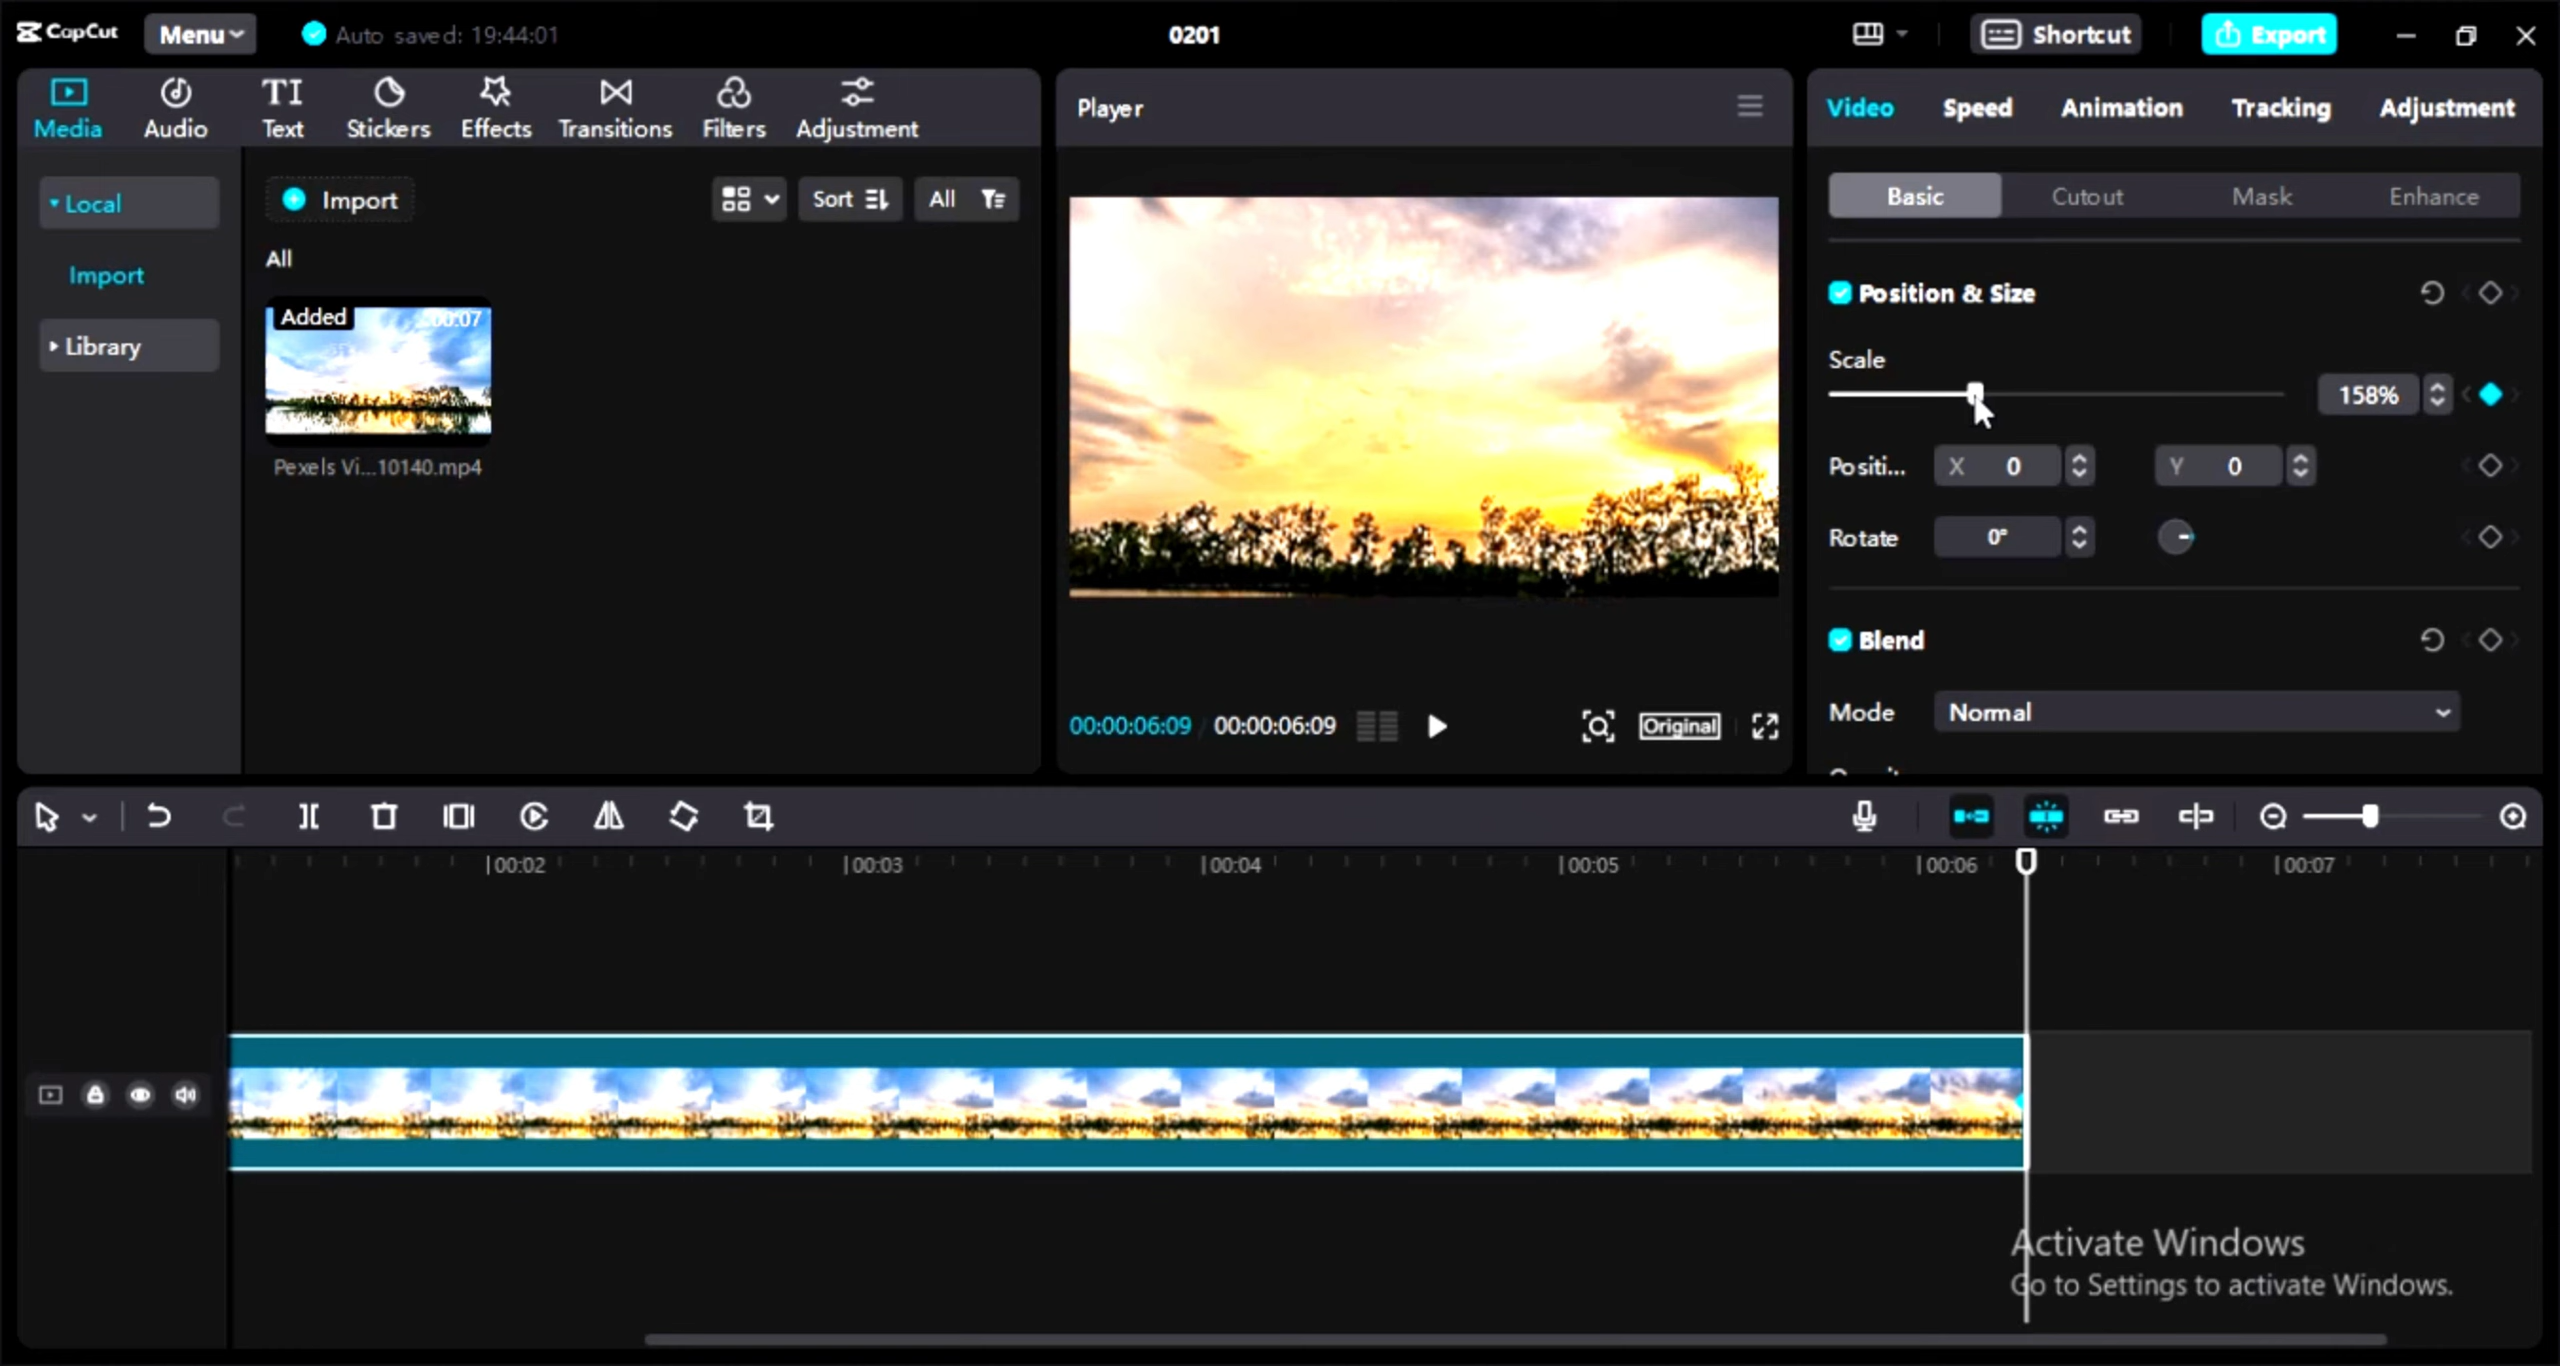 CapCut
Menu
Auto saved: 19:44:01
0201
Shortcut
Export
Media
Audio
TI
Text
Stickers
Effects
Transitions
Filters
Adjustment
Local
Import
Library
Import
Sort
All
All
Added
00:07
Pexels Vi...10140.mp4
Player
00:00:06:09 / 00:00:06:09
Original
Video
Speed
Animation
Tracking
Adjustment
Basic
Cutout
Mask
Enhance
Position & Size
Scale
158%
Positi...
X 0
Y 0
Rotate
0°
Blend
Mode
Normal
00:02
00:03
00:04
00:05
00:06
00:07
Activate Windows
Go to Settings to activate Windows.